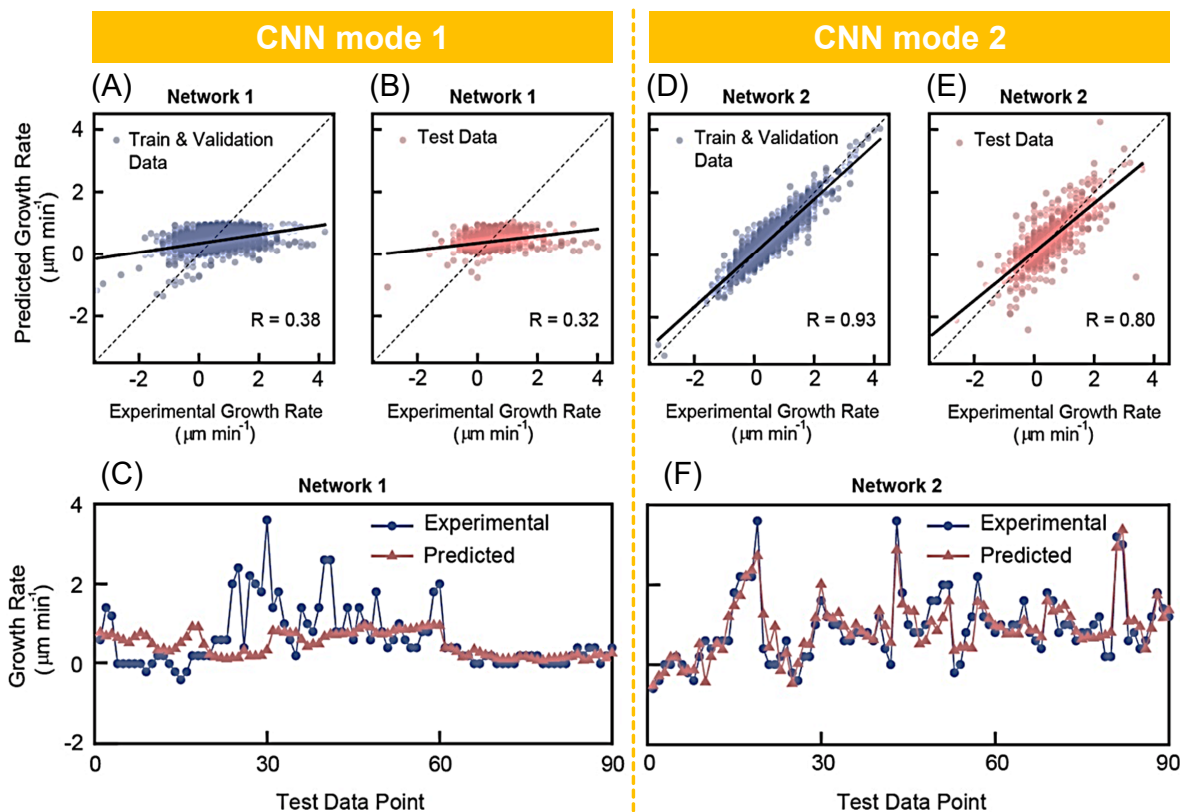 CNN mode 1
CNN mode 2
(A)
Network 1
Train & Validation
Data
R = 0.38
4
2
0
-2
-2
0
2
4
Predicted Growth Rate
(μm min⁻¹)
Experimental Growth Rate
(μm min⁻¹)
(B)
Network 1
Test Data
R = 0.32
-2
0
2
4
Experimental Growth Rate
(μm min⁻¹)
(D)
Network 2
Train & Validation
Data
R = 0.93
-2
0
2
4
Experimental Growth Rate
(μm min⁻¹)
(E)
Network 2
Test Data
R = 0.80
-2
0
2
4
Experimental Growth Rate
(μm min⁻¹)
(C)
Network 1
Experimental
Predicted
4
2
0
-2
0
30
60
90
Growth Rate
(μm min⁻¹)
Test Data Point
(F)
Network 2
Experimental
Predicted
0
30
60
90
Test Data Point